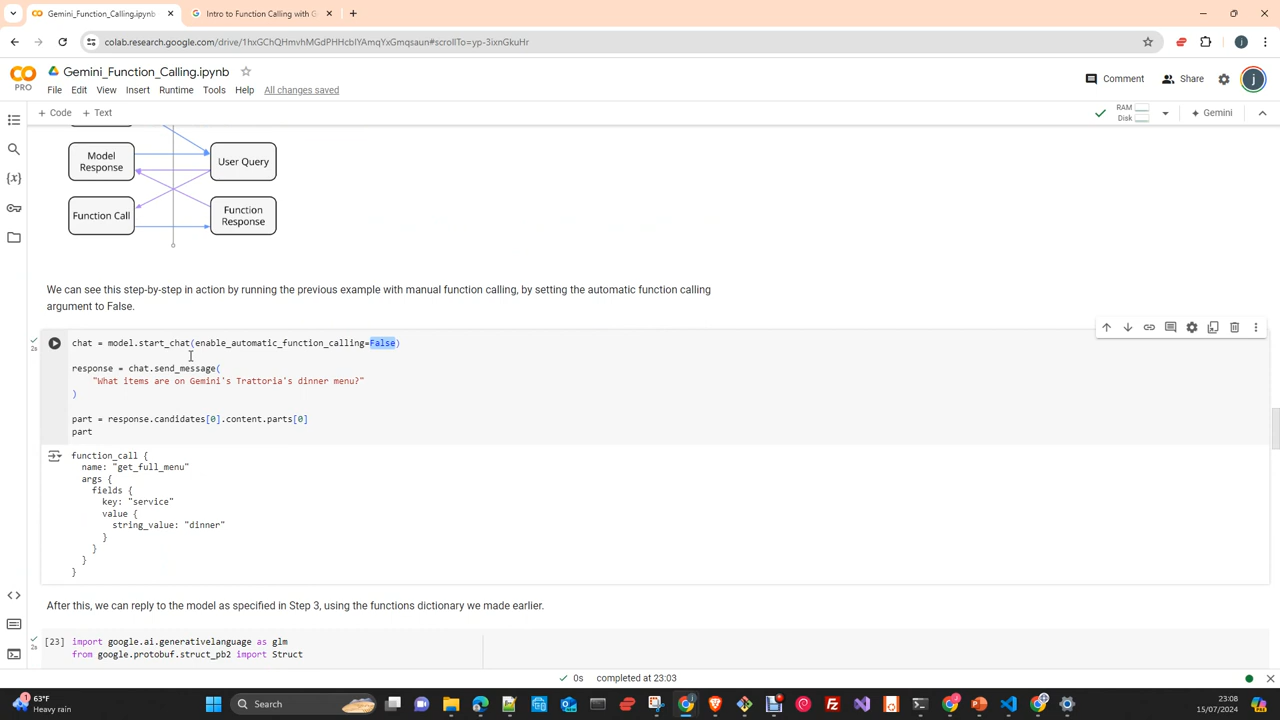 Gemini_Function_Calling.ipynb
Intro to Function Calling with G
colab.research.google.com/drive/1hxGChQHmvhMGdPHHcblYAmqYxGmqsaun#scrollTo=yp-3ixnGkuHr
PRO
Gemini_Function_Calling.ipynb
File Edit View Insert Runtime Tools Help All changes saved
Comment
Share
j
+ Code + Text
RAM
Disk
Gemini
Model
Response
User Query
Function Call
Function
Response
We can see this step-by-step in action by running the previous example with manual function calling, by setting the automatic function calling
argument to False.
2s
chat = model.start_chat(enable_automatic_function_calling=False)
response = chat.send_message(
"What items are on Gemini's Trattoria's dinner menu?"
)
part = response.candidates[0].content.parts[0]
part
function_call {
name: "get_full_menu"
args {
fields {
key: "service"
value {
string_value: "dinner"
}
}
}
}
After this, we can reply to the model as specified in Step 3, using the functions dictionary we made earlier.
2s
[23] import google.ai.generativelanguage as glm
from google.protobuf.struct_pb2 import Struct
0s completed at 23:03
63°F
Heavy rain
Search
23:08
15/07/2024